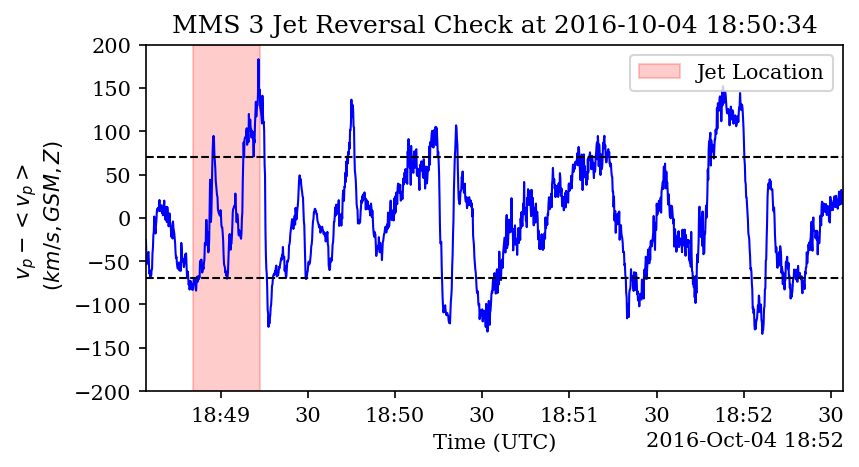 MMS 3 Jet Reversal Check at 2016-10-04 18:50:34
Jet Location
v_p − < v_p >
(km/s, GSM, Z)
200
150
100
50
0
−50
−100
−150
−200
18:49 30 18:50 30 18:51 30 18:52 30
Time (UTC)
2016-Oct-04 18:52